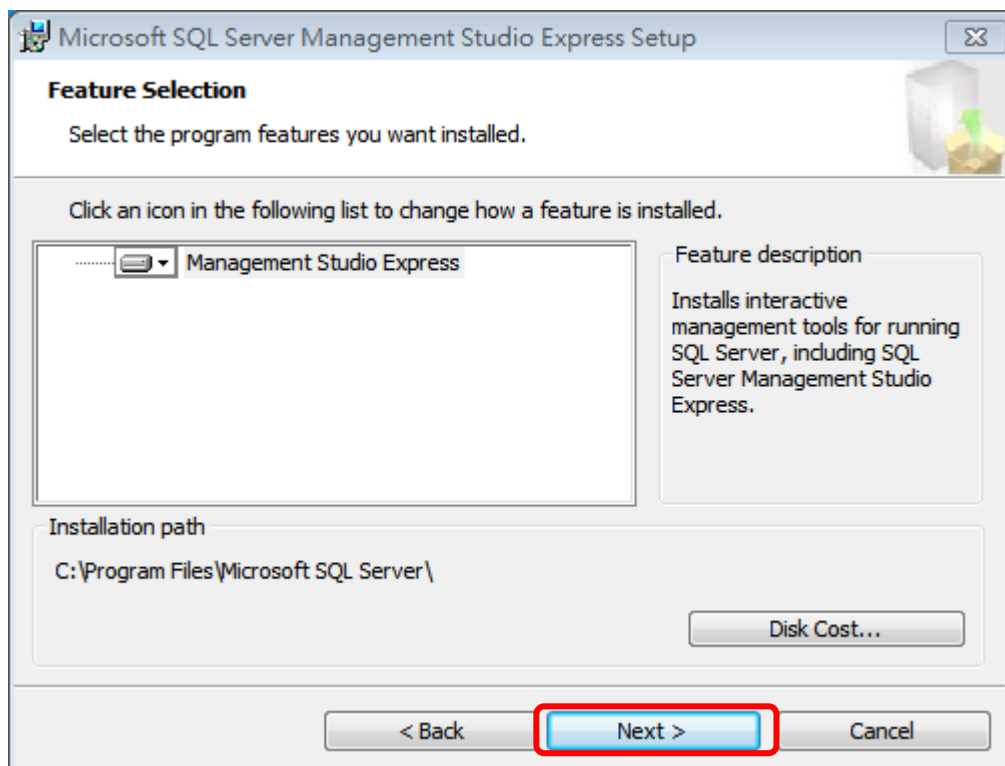 Microsoft SQL Server Management Studio Express Setup
Feature Selection
Select the program features you want installed.
Click an icon in the following list to change how a feature is installed.
Management Studio Express
Feature description
Installs interactive
management tools for running
SQL Server, including SQL
Server Management Studio
Express.
Installation path
C:\Program Files\Microsoft SQL Server\
Disk Cost...
< Back
Next >
Cancel